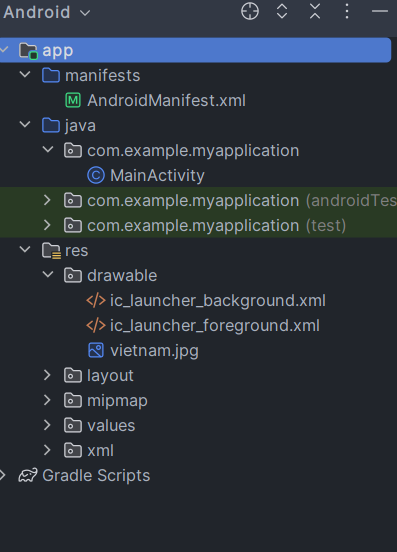 Android
app
manifests
AndroidManifest.xml
java
com.example.myapplication
MainActivity
com.example.myapplication (androidTes
com.example.myapplication (test)
res
drawable
ic_launcher_background.xml
ic_launcher_foreground.xml
vietnam.jpg
layout
mipmap
values
xml
Gradle Scripts